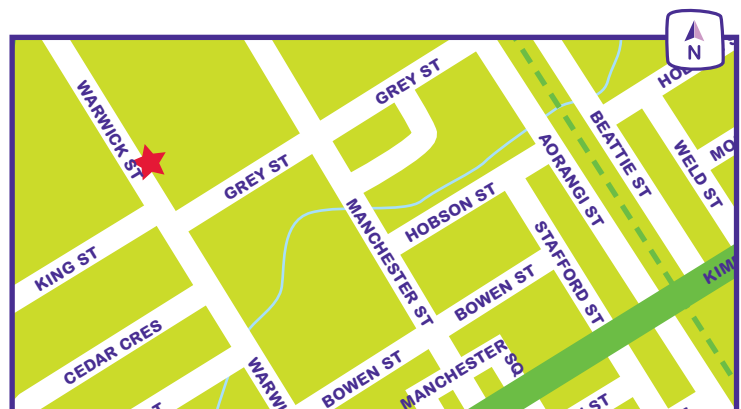 N
GREY ST
WARWICK ST
GREY ST
BEATTIE ST
AORANGI ST
WELD ST
KING ST
MANCHESTER ST
HOBSON ST
STAFFORD ST
BOWEN ST
CEDAR CRES
BOWEN ST
MANCHESTER SQ
ST